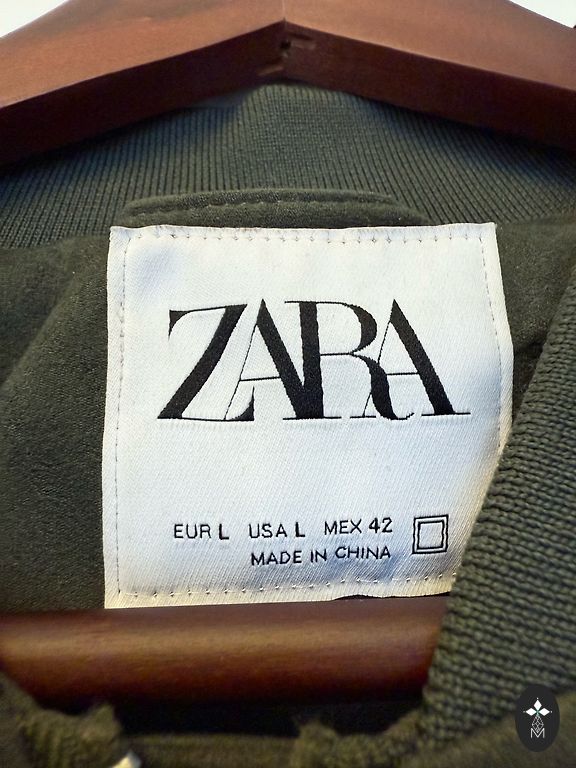 ZARA
EUR L USA L MEX 42
MADE IN CHINA
M